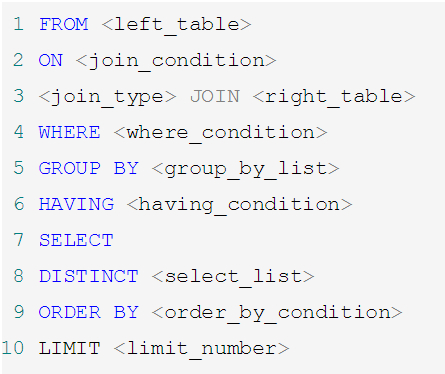 1 FROM <left_table>
2 ON <join_condition>
3 <join_type> JOIN <right_table>
4 WHERE <where_condition>
5 GROUP BY <group_by_list>
6 HAVING <having_condition>
7 SELECT
8 DISTINCT <select_list>
9 ORDER BY <order_by_condition>
10 LIMIT <limit_number>